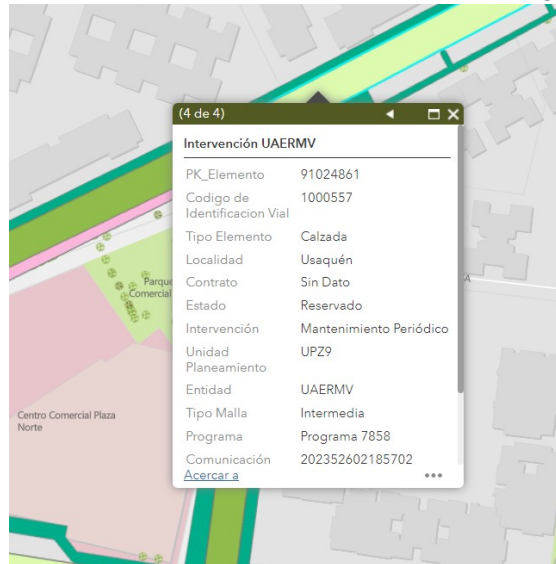 (4 de 4)
Intervención UAERMV
PK_Elemento 91024861
Codigo de Identificacion Vial 1000557
Tipo Elemento Calzada
Localidad Usaquén
Contrato Sin Dato
Estado Reservado
Intervención Mantenimiento Periódico
Unidad Planeamiento UPZ9
Entidad UAERMV
Tipo Malla Intermedia
Programa Programa 7858
Comunicación 202352602185702
Acercar a
Parque
Comercial
Centro Comercial Plaza
Norte
A